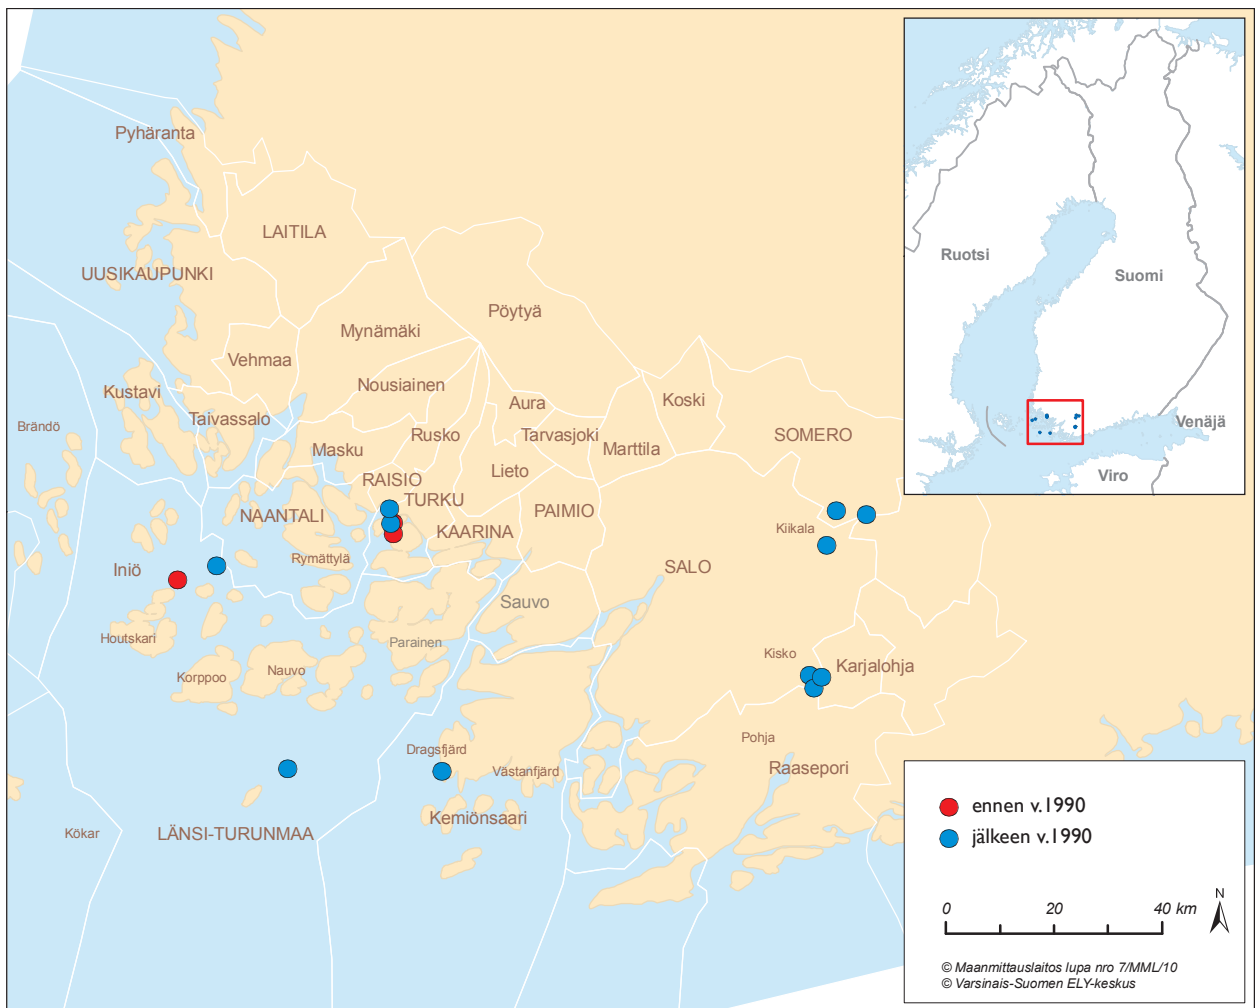 Pyhäranta
LAITILA
UUSIKAUPUNKI
Pöytyä
Mynämäki
Vehmaa
Nousiainen
Kustavi
Taivassalo
Aura
Koski
Brändö
Rusko
Tarvasjoki
SOMERO
Masku
Marttila
Lieto
RAISIO
TURKU
NAANTALI
PAIMIO
KAARINA
Kiikala
Rymättylä
Iniö
SALO
Sauvo
Houtskari
Parainen
Kisko
Karjalohja
Nauvo
Korppoo
Pohja
Dragsfjärd
Västanfjärd
Raasepori
Kemiönsaari
Kökar
LÄNSI-TURUNMAA
Ruotsi
Suomi
Venäjä
Viro
ennen v.1990
jälkeen v.1990
N
0 20 40 km
© Maanmittauslaitos lupa nro 7/MML/10
© Varsinais-Suomen ELY-keskus